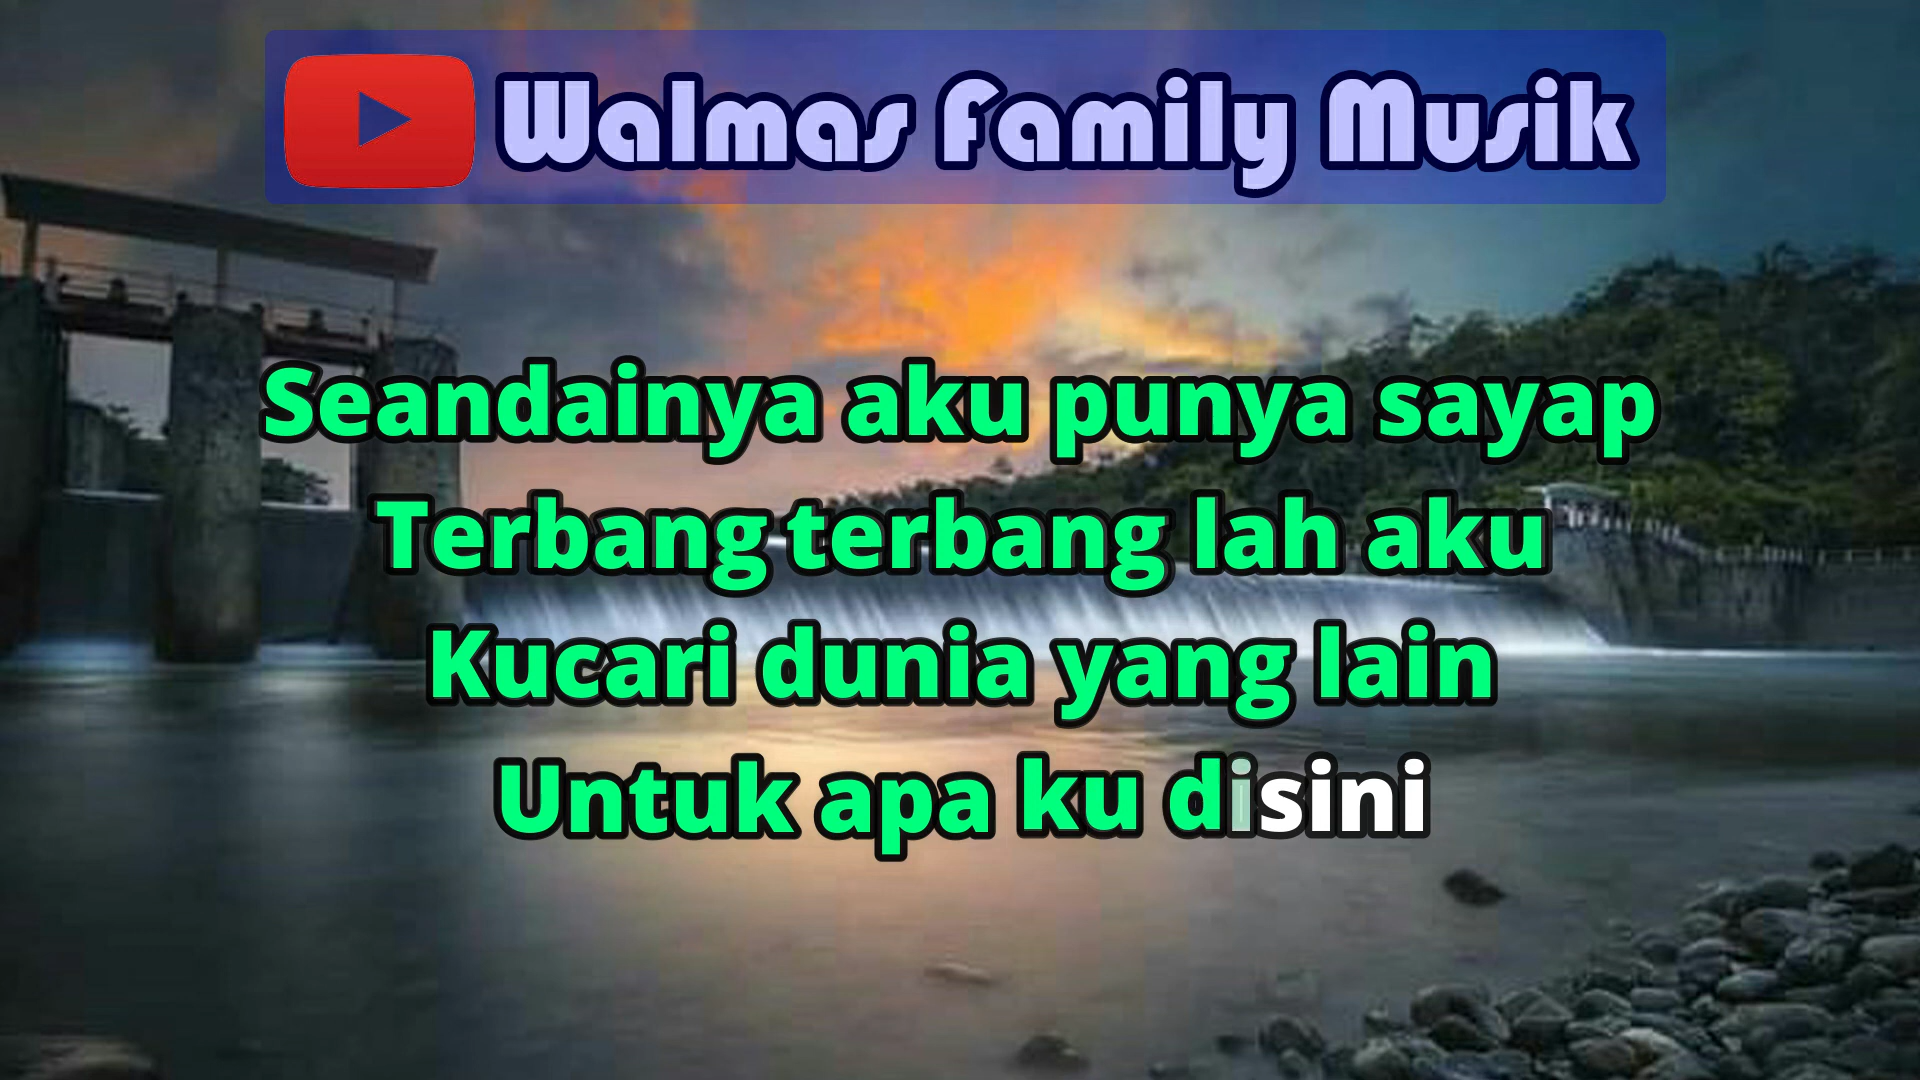 Walmas Family Musik
Seandainya aku punya sayap
Terbang terbang lah aku
Kucari dunia yang lain
Untuk apa ku disini